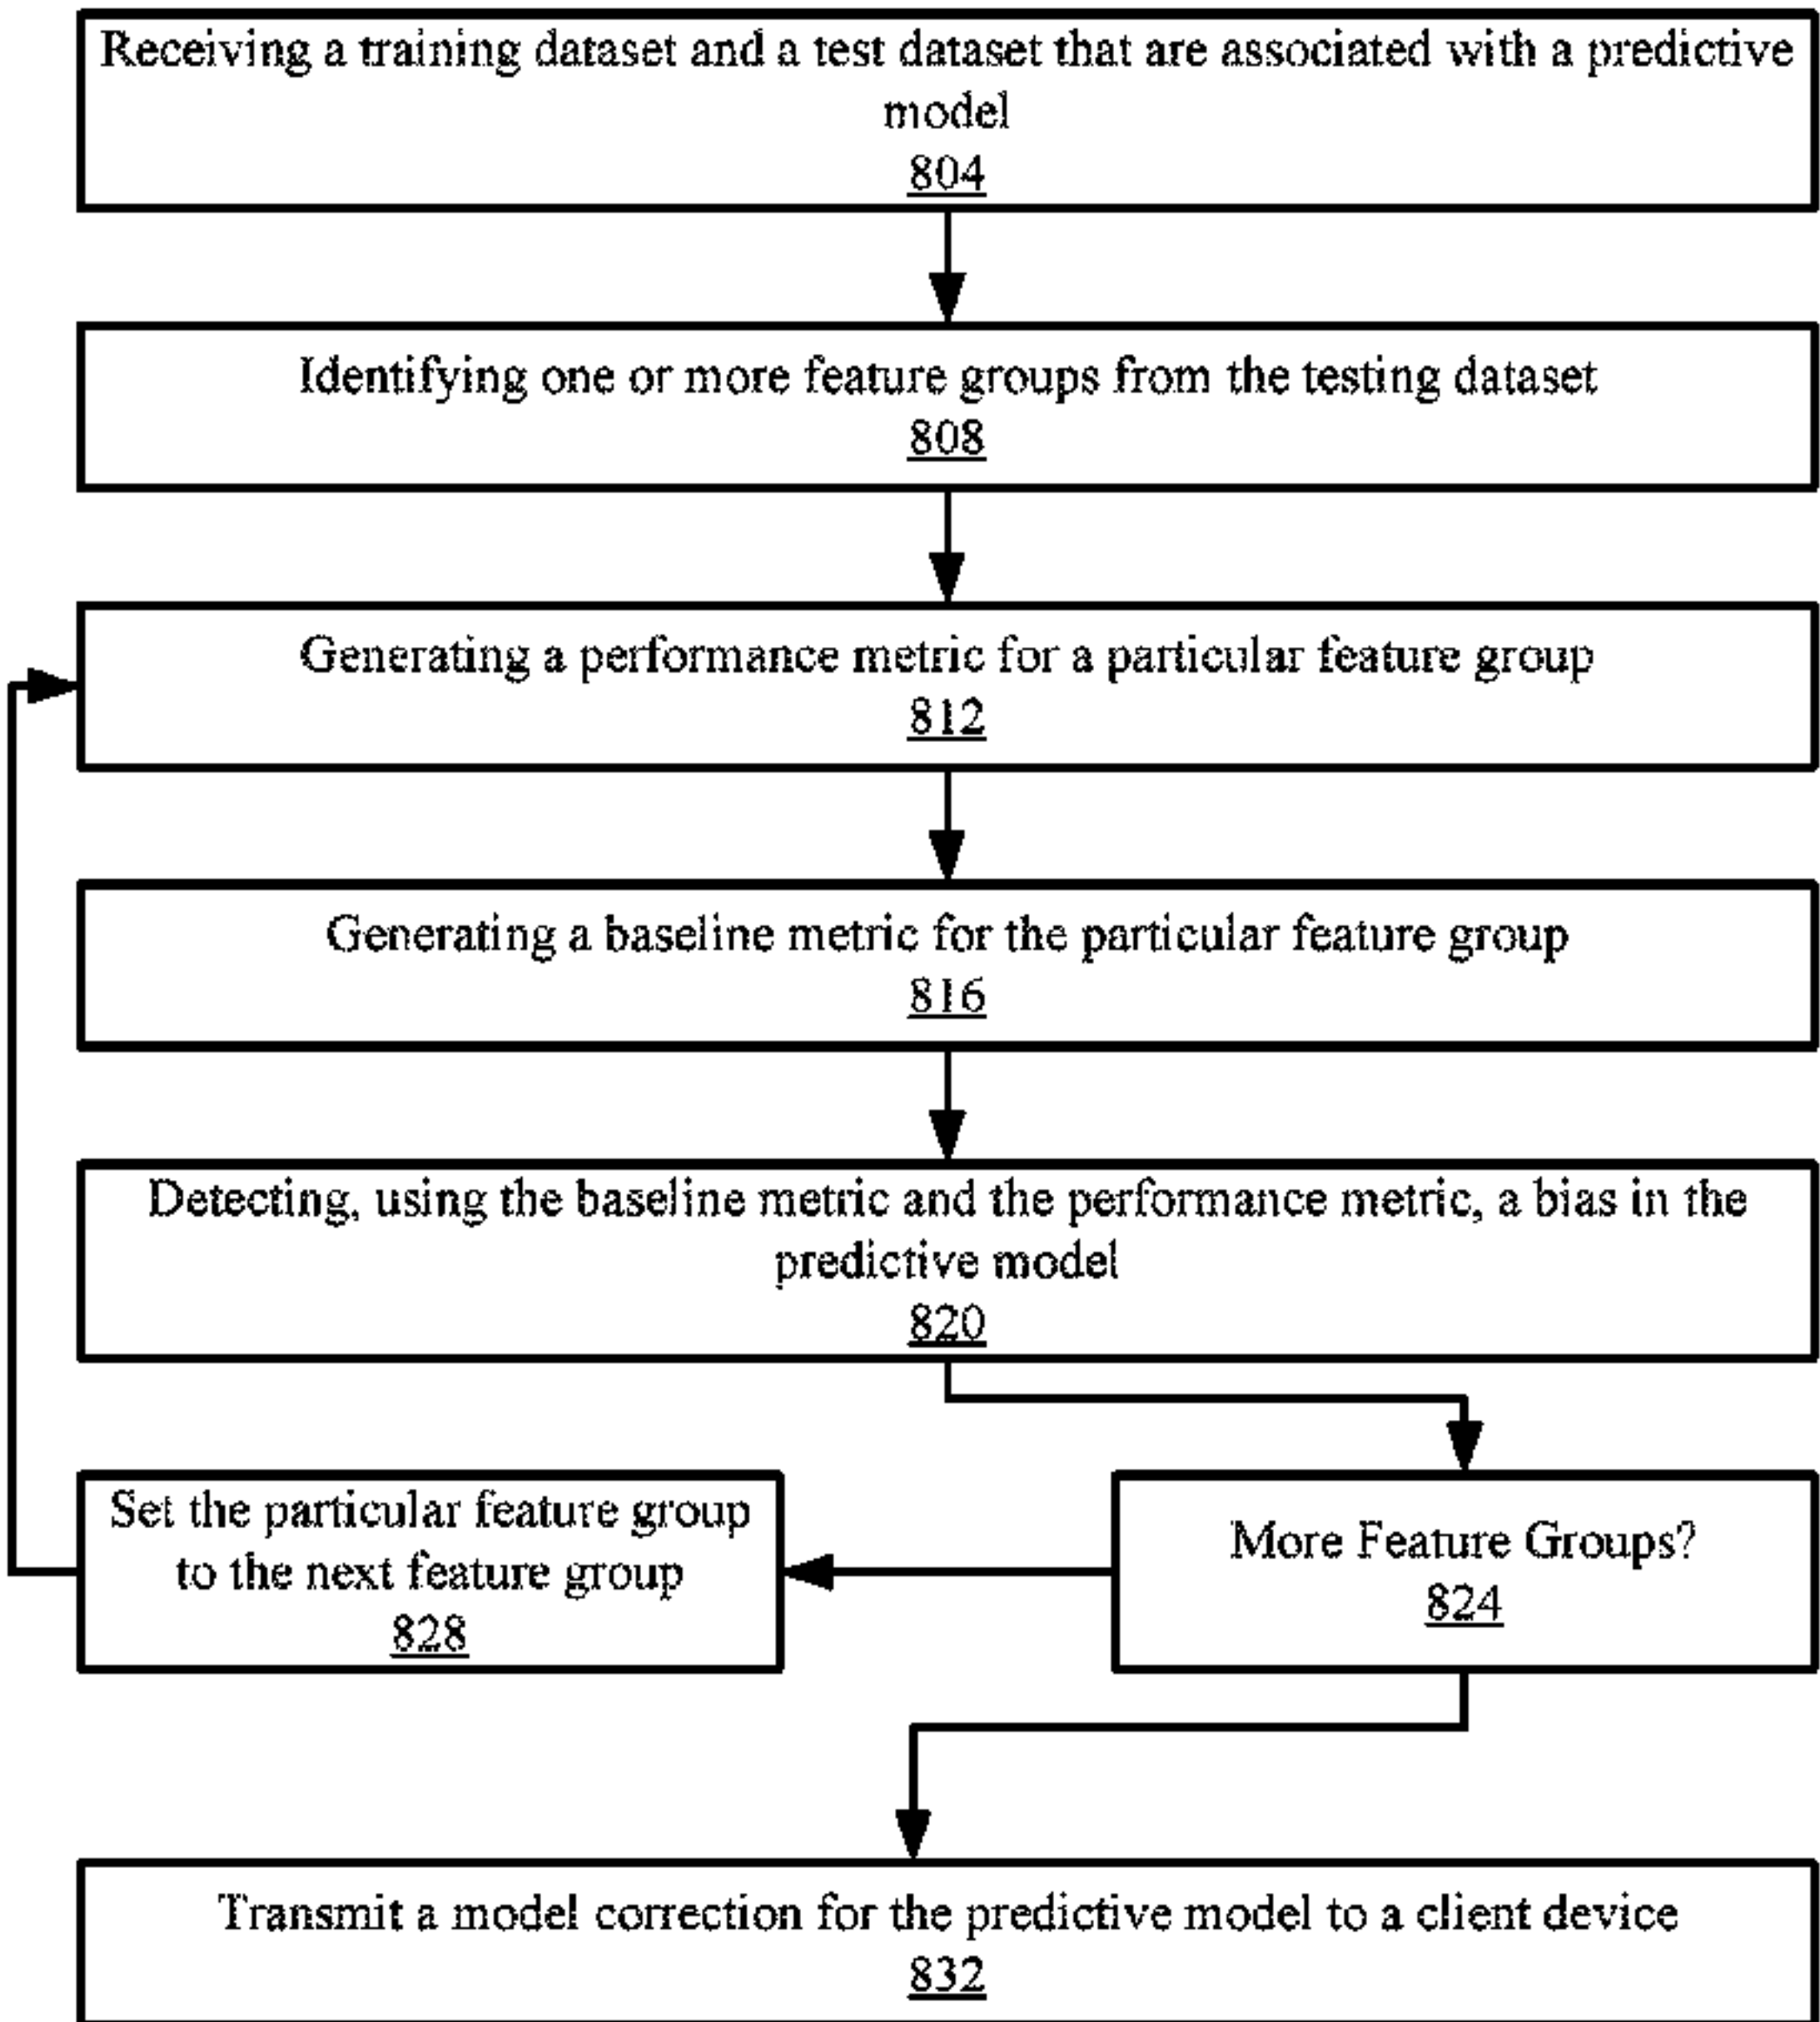 Receiving a training dataset and a test dataset that are associated with a predictive
model
804
Identifying one or more feature groups from the testing dataset
808
Generating a performance metric for a particular feature group
812
Generating a baseline metric for the particular feature group
816
Detecting, using the baseline metric and the performance metric, a bias in the
predictive model
820
Set the particular feature group
to the next feature group
828
More Feature Groups?
824
Transmit a model correction for the predictive model to a client device
832